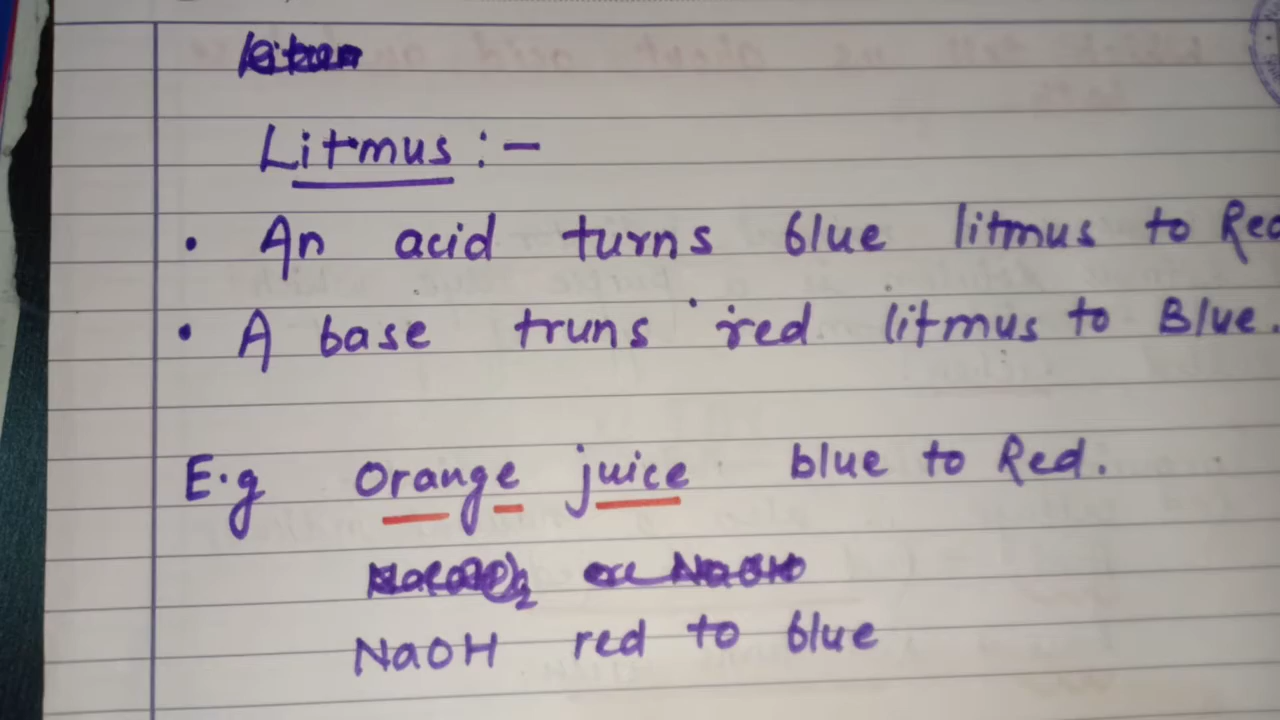 Litmus :-
• An acid turns blue litmus to Red
• A base truns red litmus to Blue.
E.g Orange juice blue to Red.
NaOH red to blue